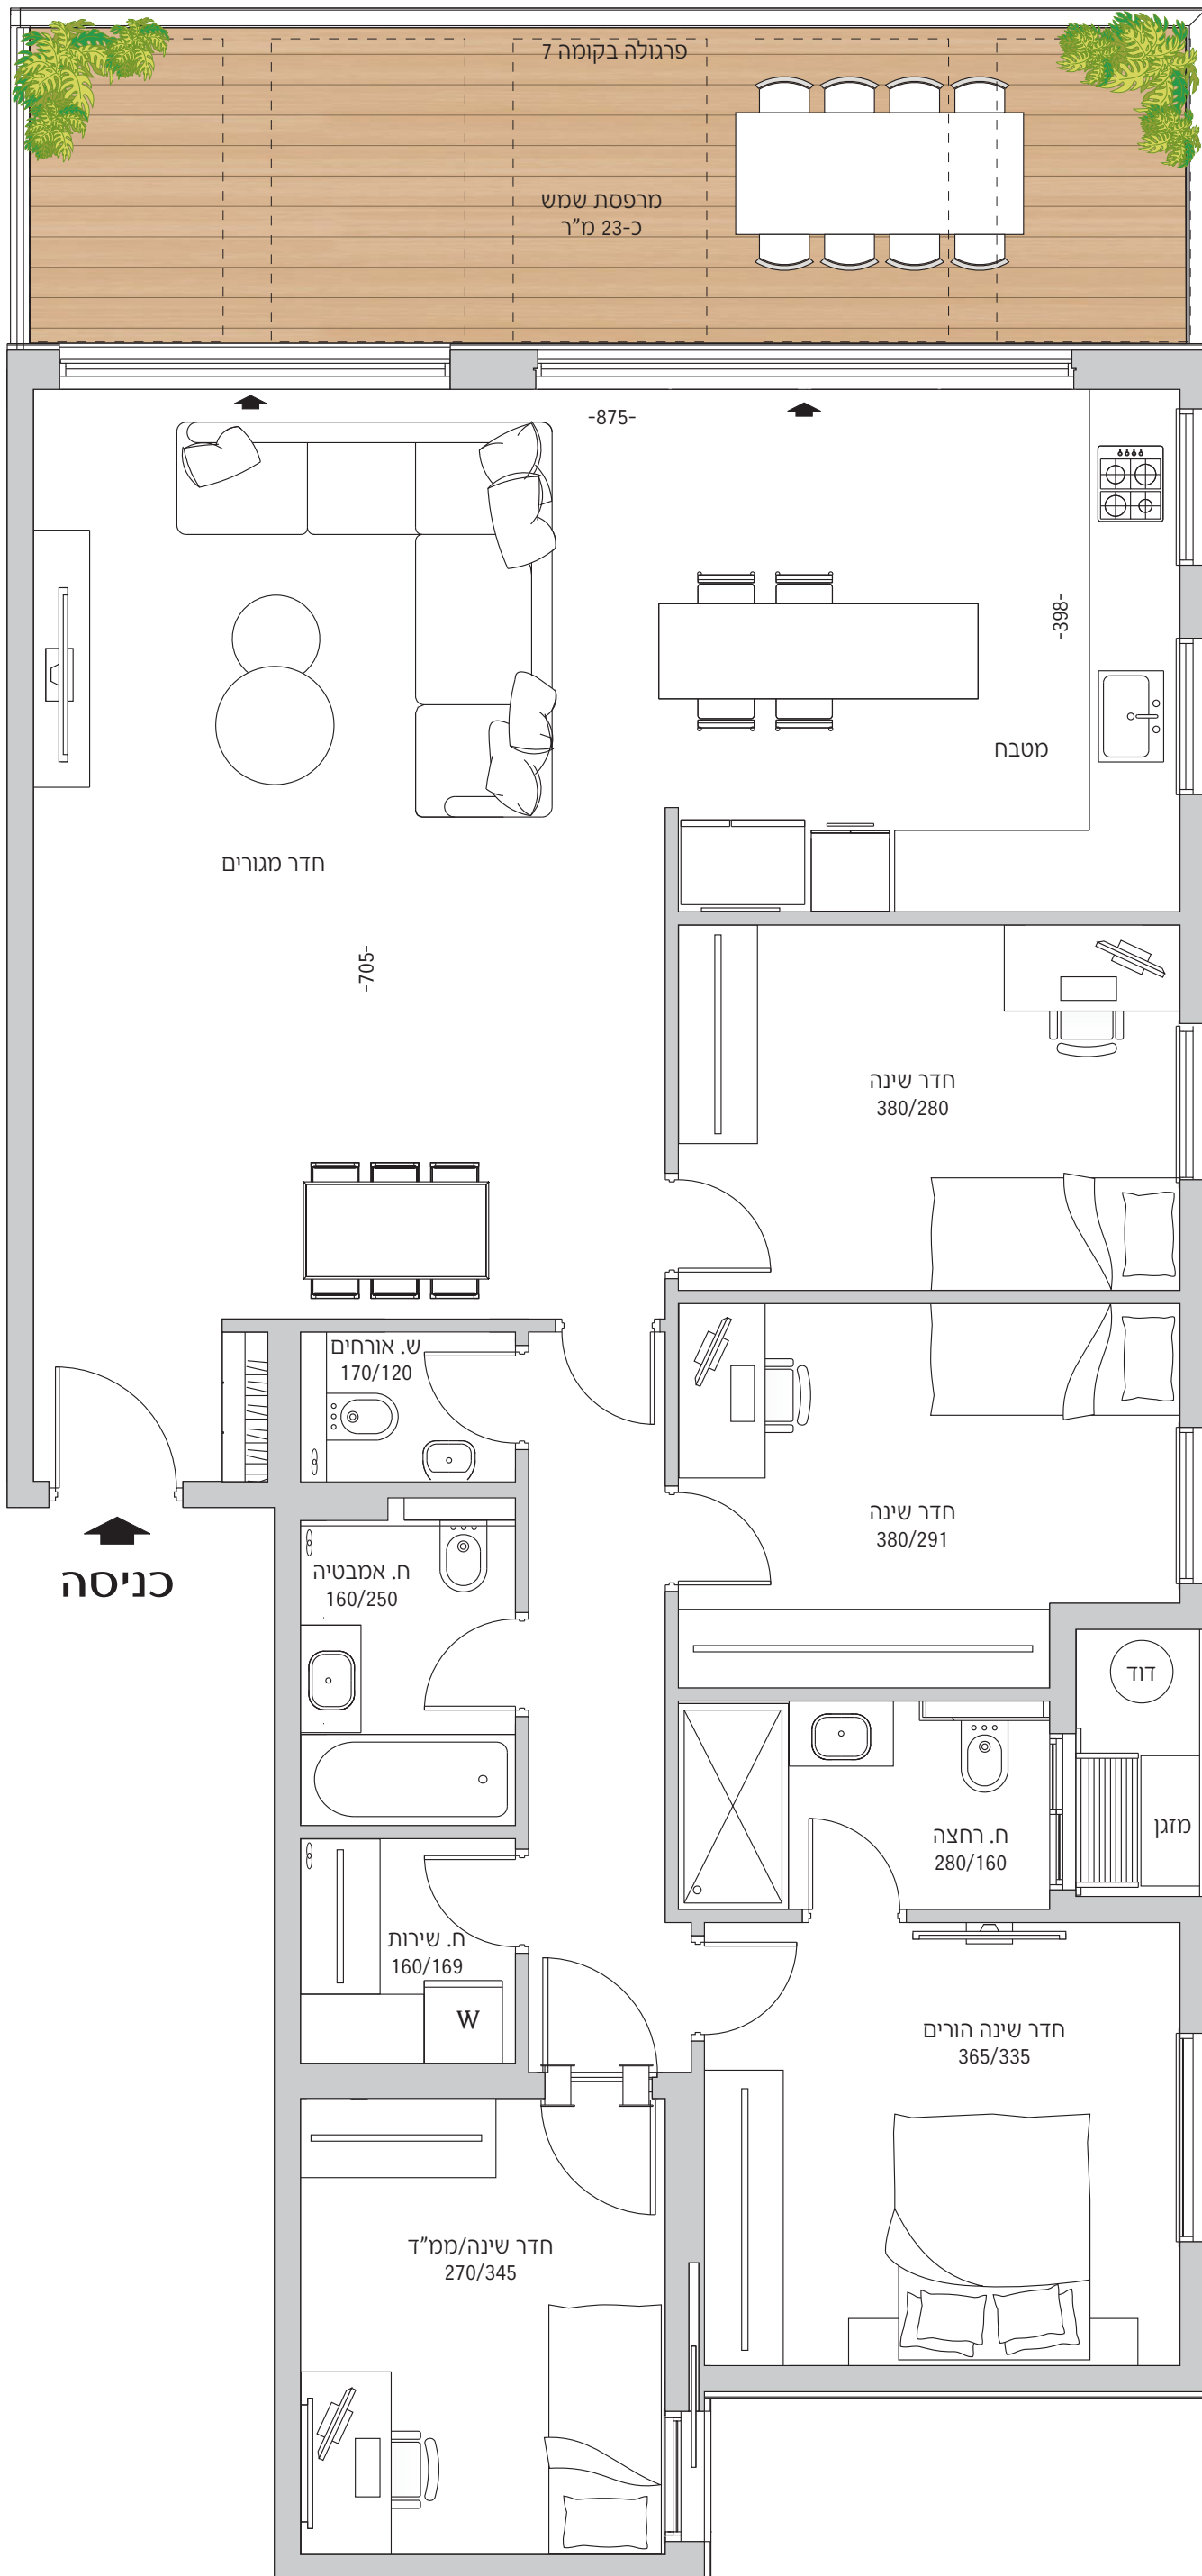 פרגולה בקומה 7
מרפסת שמש
כ-23 מ"ר
-875-
-398-
מטבח
חדר מגורים
-705-
חדר שינה
380/280
ש. אורחים
170/120
חדר שינה
380/291
כניסה
ח. אמבטיה
160/250
דוד
מזגן
ח. רחצה
280/160
ח. שירות
160/169
W
חדר שינה הורים
365/335
חדר שינה/ממ"ד
270/345